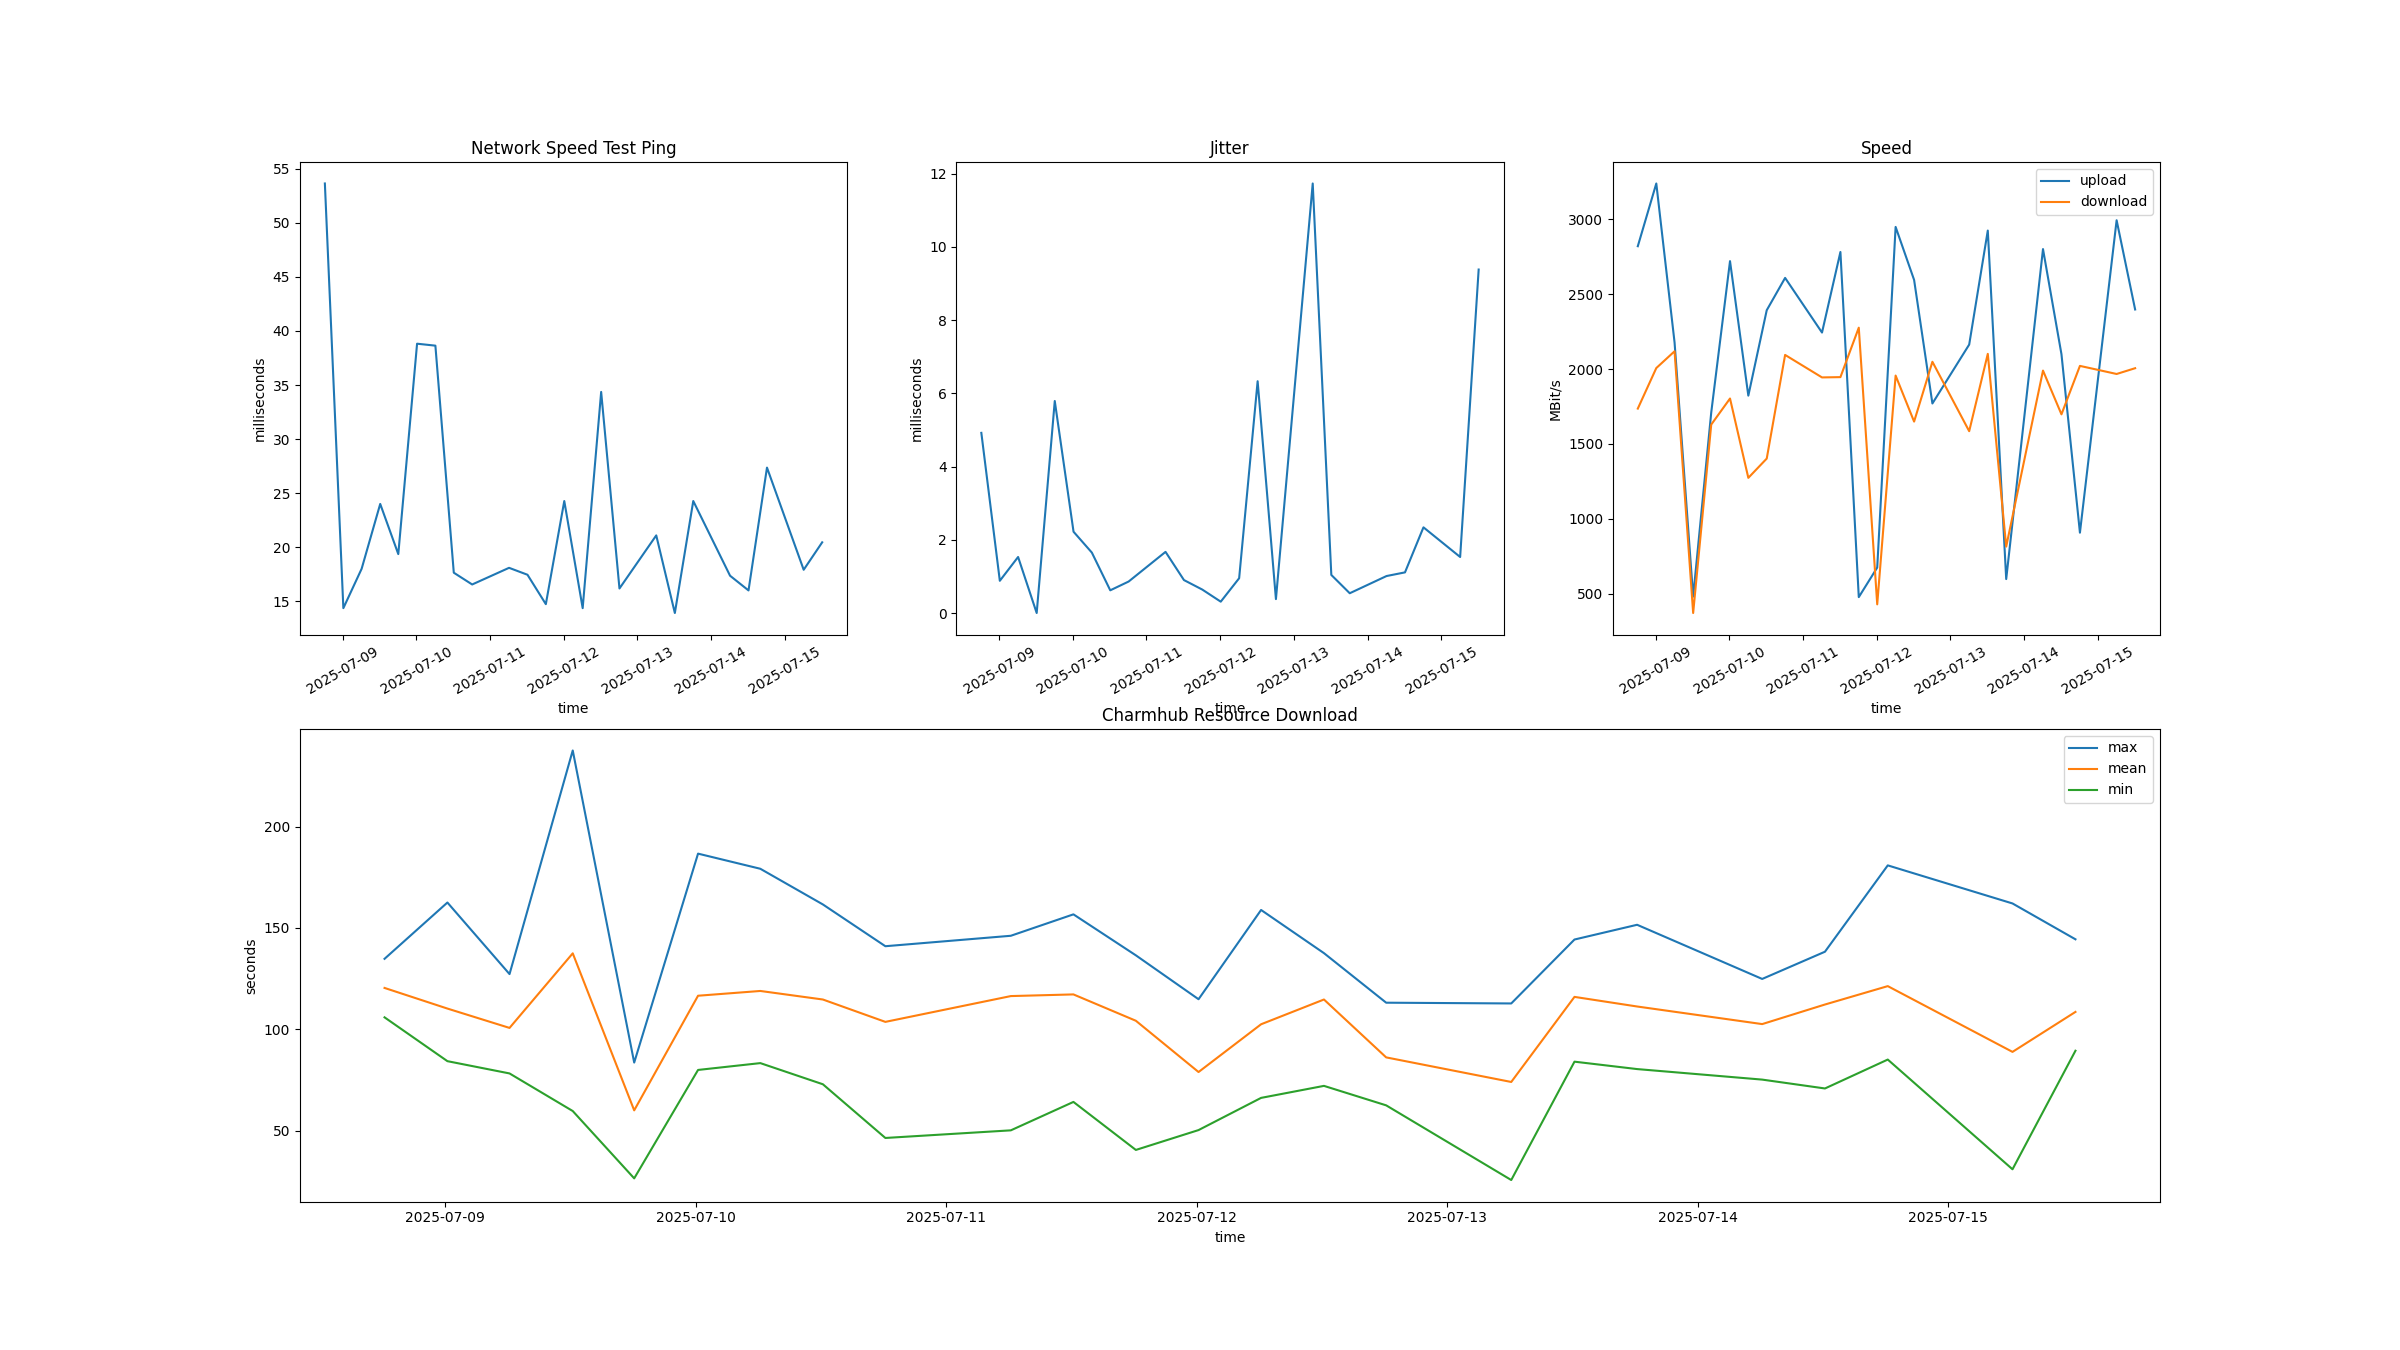 Network Speed Test Ping
55
50
45
40
35
30
25
20
15
milliseconds
2025-07-09 2025-07-10 2025-07-11 2025-07-12 2025-07-13 2025-07-14 2025-07-15
time
Jitter
12
10
8
6
4
2
0
milliseconds
2025-07-09 2025-07-10 2025-07-11 2025-07-12 2025-07-13 2025-07-14 2025-07-15
time
Speed
upload
download
3000
2500
2000
1500
1000
500
MBit/s
2025-07-09 2025-07-10 2025-07-11 2025-07-12 2025-07-13 2025-07-14 2025-07-15
time
Charmhub Resource Download
max
mean
min
200
150
100
50
seconds
2025-07-09 2025-07-10 2025-07-11 2025-07-12 2025-07-13 2025-07-14 2025-07-15
time